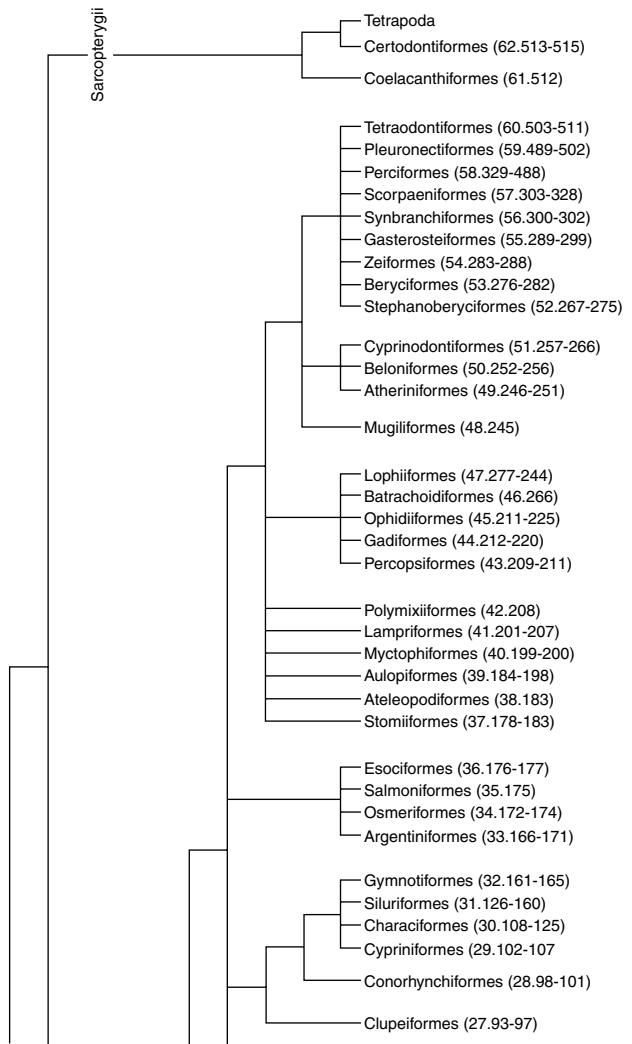 Sarcopterygii
Tetrapoda
Certodontiformes (62.513-515)
Coelacanthiformes (61.512)
Tetraodontiformes (60.503-511)
Pleuronectiformes (59.489-502)
Perciformes (58.329-488)
Scorpaeniformes (57.303-328)
Synbranchiformes (56.300-302)
Gasterosteiformes (55.289-299)
Zeiformes (54.283-288)
Beryciformes (53.276-282)
Stephanoberyciformes (52.267-275)
Cyprinodontiformes (51.257-266)
Beloniformes (50.252-256)
Atheriniformes (49.246-251)
Mugiliformes (48.245)
Lophiiformes (47.277-244)
Batrachoidiformes (46.266)
Ophidiiformes (45.211-225)
Gadiformes (44.212-220)
Percopsiformes (43.209-211)
Polymixiiformes (42.208)
Lampriformes (41.201-207)
Myctophiformes (40.199-200)
Aulopiformes (39.184-198)
Ateleopodiformes (38.183)
Stomiiformes (37.178-183)
Esociformes (36.176-177)
Salmoniformes (35.175)
Osmeriformes (34.172-174)
Argentiniformes (33.166-171)
Gymnotiformes (32.161-165)
Siluriformes (31.126-160)
Characiformes (30.108-125)
Cypriniformes (29.102-107
Conorhynchiformes (28.98-101)
Clupeiformes (27.93-97)